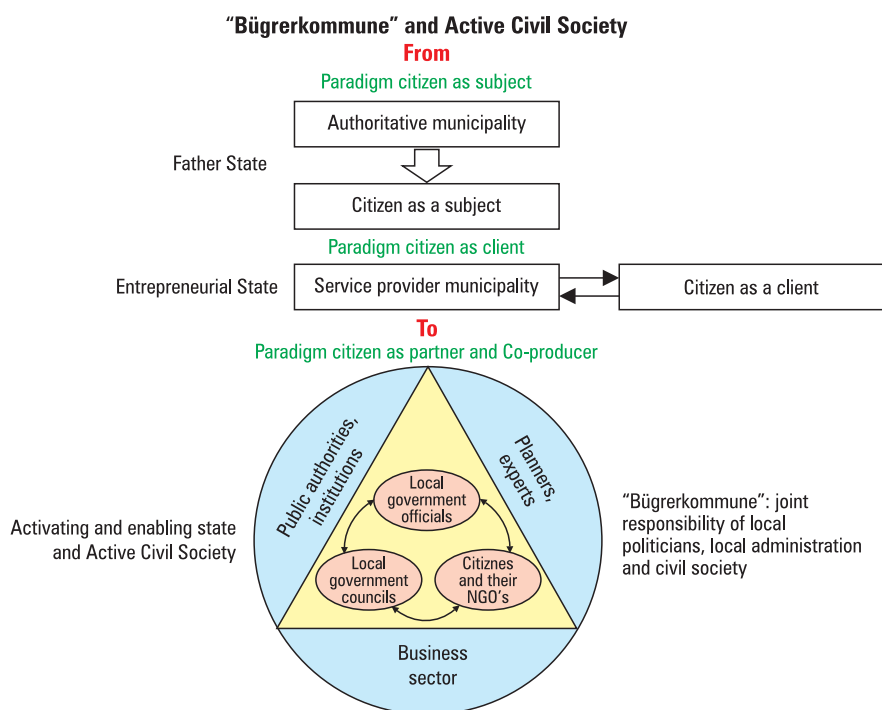 “Bügrerkommune” and Active Civil Society
From
Paradigm citizen as subject
Authoritative municipality
Father State
Citizen as a subject
Paradigm citizen as client
Entrepreneurial State
Service provider municipality
Citizen as a client
To
Paradigm citizen as partner and Co-producer
Public authorities,
institutions
Planners,
experts
Local
government
officials
Local
government
councils
Citiznes
and their
NGO’s
Activating and enabling state
and Active Civil Society
“Bügrerkommune”: joint
responsibility of local
politicians, local administration
and civil society
Business
sector